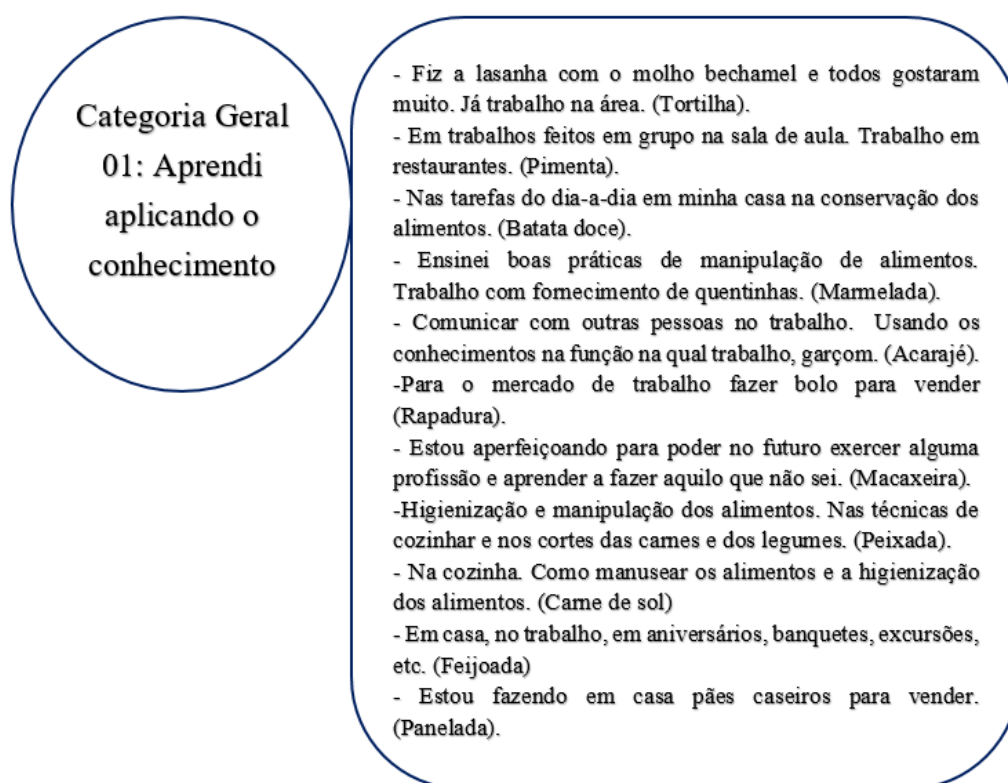 Categoria Geral
01: Aprendi
aplicando o
conhecimento
- Fiz a lasanha com o molho bechamel e todos gostaram
muito. Já trabalho na área. (Tortilha).
- Em trabalhos feitos em grupo na sala de aula. Trabalho em
restaurantes. (Pimenta).
- Nas tarefas do dia-a-dia em minha casa na conservação dos
alimentos. (Batata doce).
- Ensinei boas práticas de manipulação de alimentos.
Trabalho com fornecimento de quentinhas. (Marmelada).
- Comunicar com outras pessoas no trabalho. Usando os
conhecimentos na função na qual trabalho, garçom. (Acarajé).
-Para o mercado de trabalho fazer bolo para vender
(Rapadura).
- Estou aperfeiçoando para poder no futuro exercer alguma
profissão e aprender a fazer aquilo que não sei. (Macaxeira).
-Higienização e manipulação dos alimentos. Nas técnicas de
cozinhar e nos cortes das carnes e dos legumes. (Peixada).
- Na cozinha. Como manusear os alimentos e a higienização
dos alimentos. (Carne de sol)
- Em casa, no trabalho, em aniversários, banquetes, excursões,
etc. (Feijoada)
- Estou fazendo em casa pães caseiros para vender.
(Panelada).